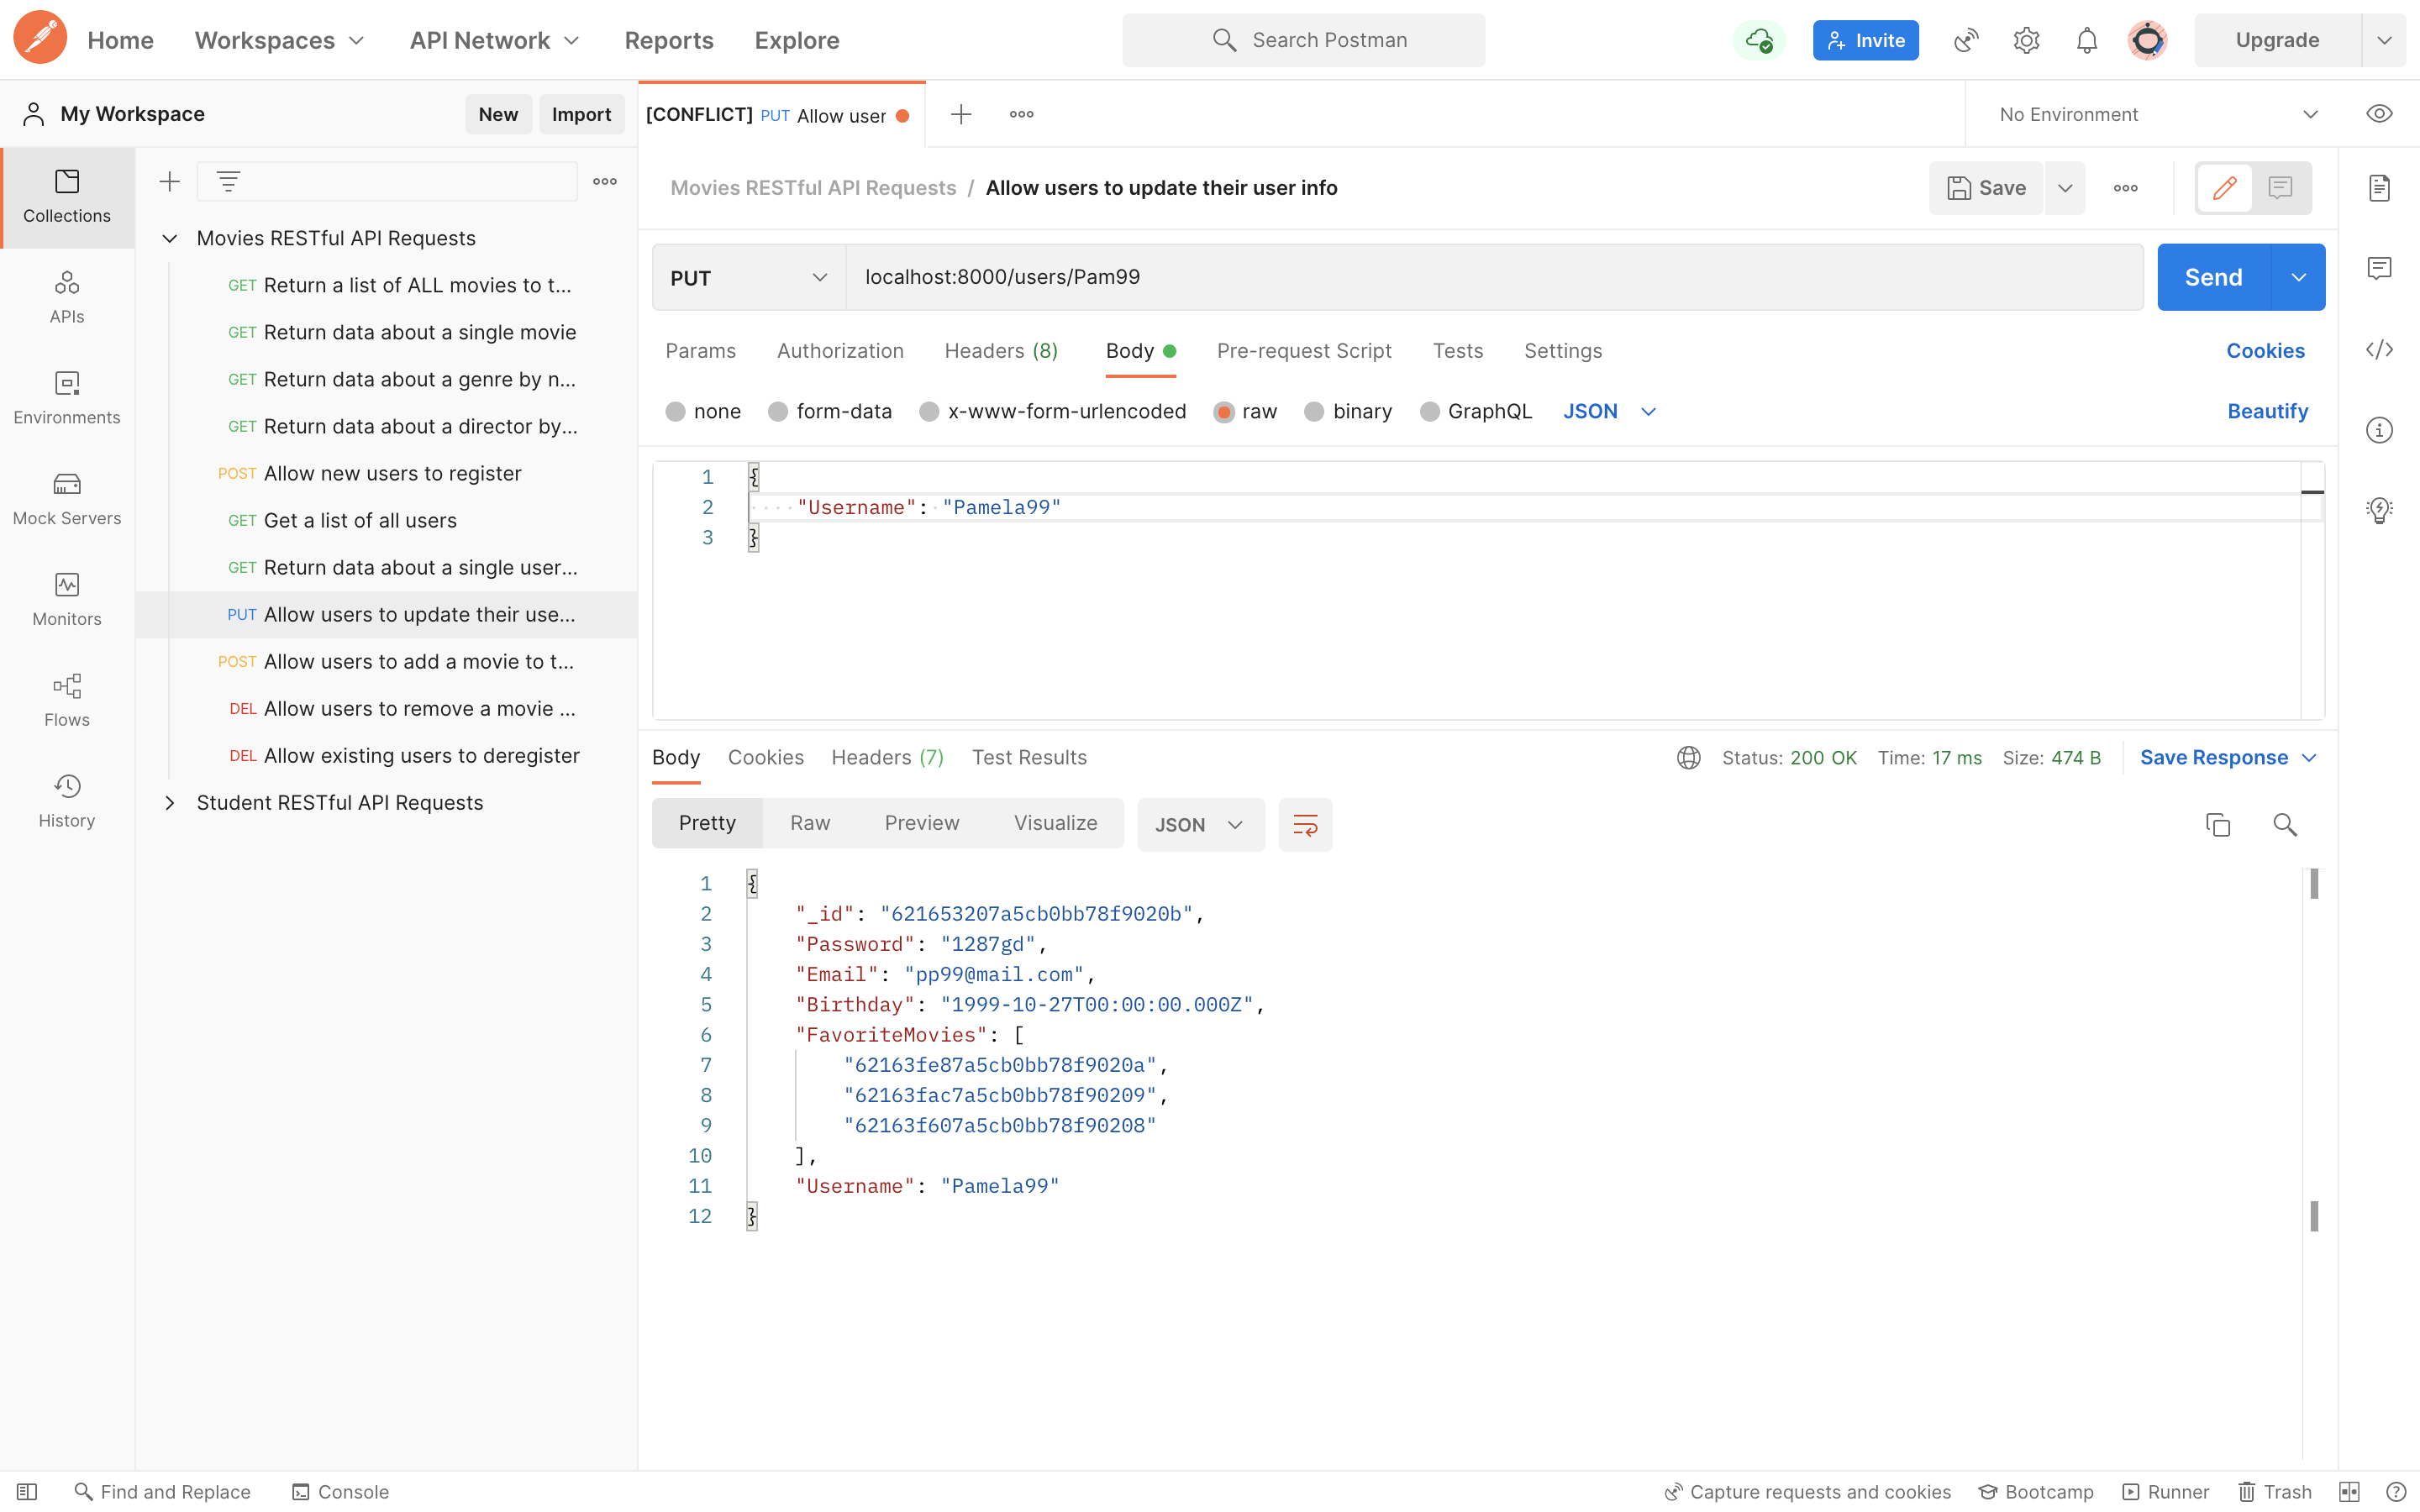 Home Workspaces API Network Reports Explore Search Postman Invite Upgrade
My Workspace New Import
[CONFLICT] PUT Allow user No Environment
Collections
APIs
Environments
Mock Servers
Monitors
Flows
History
Movies RESTful API Requests
GET Return a list of ALL movies to t...
GET Return data about a single movie
GET Return data about a genre by n...
GET Return data about a director by...
POST Allow new users to register
GET Get a list of all users
GET Return data about a single user...
PUT Allow users to update their use...
POST Allow users to add a movie to t...
DEL Allow users to remove a movie ...
DEL Allow existing users to deregister
Student RESTful API Requests
Movies RESTful API Requests / Allow users to update their user info Save
PUT localhost:8000/users/Pam99 Send
Params Authorization Headers (8) Body Pre-request Script Tests Settings Cookies
none form-data x-www-form-urlencoded raw binary GraphQL JSON Beautify
1 {
2 "Username": "Pamela99"
3 }
Body Cookies Headers (7) Test Results Status: 200 OK Time: 17 ms Size: 474 B Save Response
Pretty Raw Preview Visualize JSON
1 {
2 "_id": "621653207a5cb0bb78f9020b",
3 "Password": "1287gd",
4 "Email": "pp99@mail.com",
5 "Birthday": "1999-10-27T00:00:00.000Z",
6 "FavoriteMovies": [
7 "62163fe87a5cb0bb78f9020a",
8 "62163fac7a5cb0bb78f90209",
9 "62163f607a5cb0bb78f90208"
10 ],
11 "Username": "Pamela99"
12 }
Find and Replace Console Capture requests and cookies Bootcamp Runner Trash